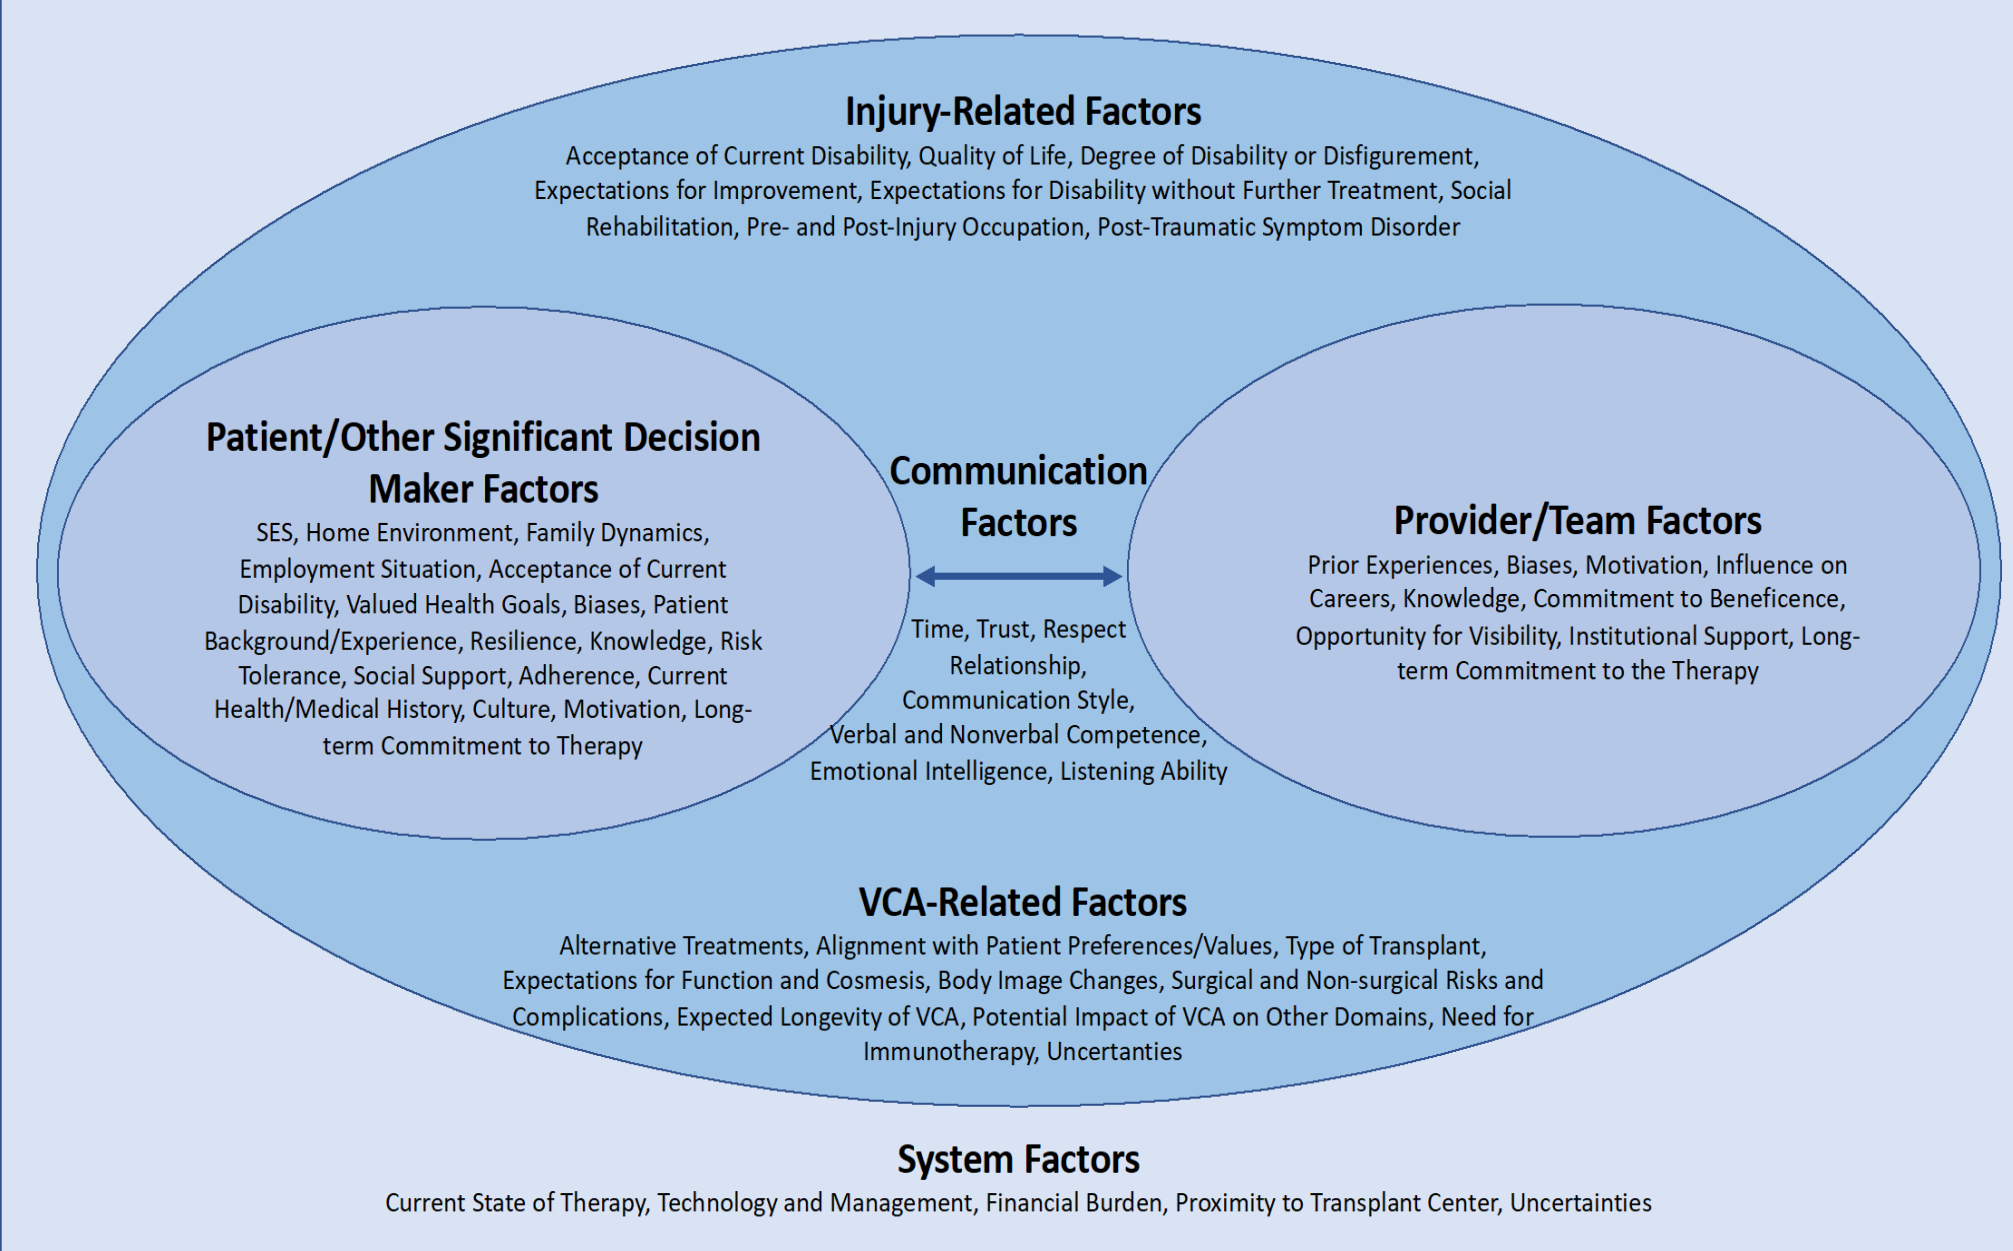 Injury-Related Factors
Acceptance of Current Disability, Quality of Life, Degree of Disability or Disfigurement,
Expectations for Improvement, Expectations for Disability without Further Treatment, Social
Rehabilitation, Pre- and Post-Injury Occupation, Post-Traumatic Symptom Disorder
Patient/Other Significant Decision
Maker Factors
SES, Home Environment, Family Dynamics,
Employment Situation, Acceptance of Current
Disability, Valued Health Goals, Biases, Patient
Background/Experience, Resilience, Knowledge, Risk
Tolerance, Social Support, Adherence, Current
Health/Medical History, Culture, Motivation, Long-
term Commitment to Therapy
Communication
Factors
Time, Trust, Respect
Relationship,
Communication Style,
Verbal and Nonverbal Competence,
Emotional Intelligence, Listening Ability
Provider/Team Factors
Prior Experiences, Biases, Motivation, Influence on
Careers, Knowledge, Commitment to Beneficence,
Opportunity for Visibility, Institutional Support, Long-
term Commitment to the Therapy
VCA-Related Factors
Alternative Treatments, Alignment with Patient Preferences/Values, Type of Transplant,
Expectations for Function and Cosmesis, Body Image Changes, Surgical and Non-surgical Risks and
Complications, Expected Longevity of VCA, Potential Impact of VCA on Other Domains, Need for
Immunotherapy, Uncertanties
System Factors
Current State of Therapy, Technology and Management, Financial Burden, Proximity to Transplant Center, Uncertainties